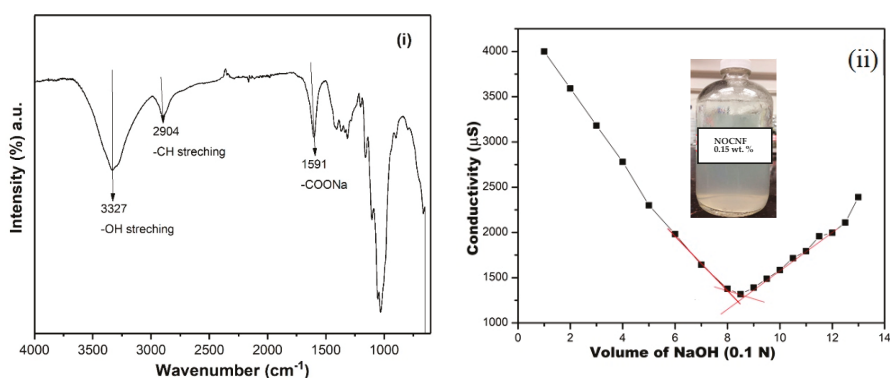 (i)
2904
-CH streching
1591
-COONa
3327
-OH streching
Intensity (%) a.u.
4000 3500 3000 2500 2000 1500 1000
Wavenumber (cm-1)
(ii)
NOCNF
0.15 wt. %
Conductivity (µS)
4000
3500
3000
2500
2000
1500
1000
0 2 4 6 8 10 12 14
Volume of NaOH (0.1 N)